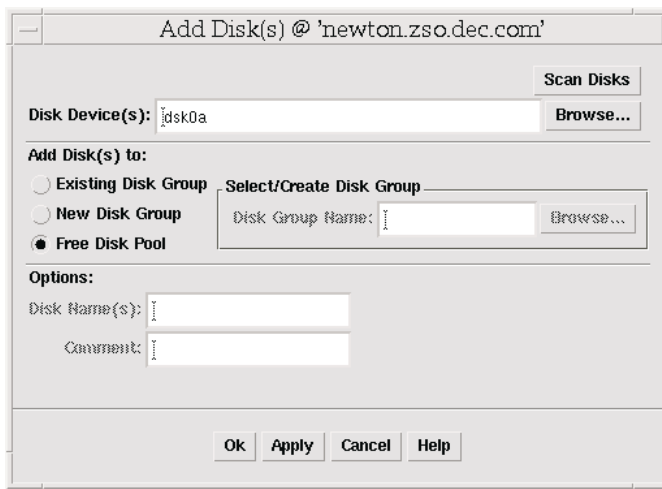 Add Disk(s) @ 'newton.zso.dec.com'
Scan Disks
Disk Device(s): dsk0a Browse...
Add Disk(s) to:
Existing Disk Group
Select/Create Disk Group
New Disk Group
Disk Group Name: Browse...
Free Disk Pool
Options:
Disk Name(s):
Comment:
Ok Apply Cancel Help